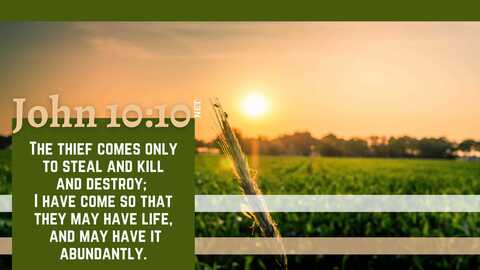 John 10:10
NET
The thief comes only
to steal and kill
and destroy;
I have come so that
they may have life,
and may have it
abundantly.